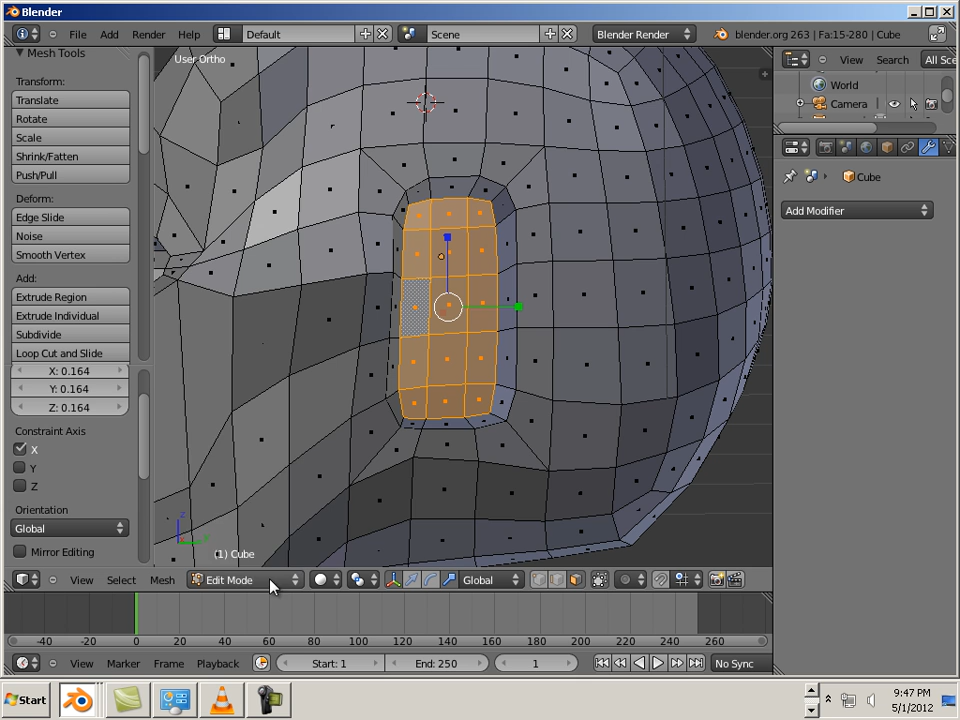 Blender
File Add Render Help Default Scene Blender Render blender.org 263 | Fa:15-280 | Cube
Mesh Tools
User Ortho
View Search All Sce
Transform:
World
Translate
Camera
Rotate
Scale
Shrink/Fatten
Push/Pull
Cube
Deform:
Add Modifier
Edge Slide
Noise
Smooth Vertex
Add:
Extrude Region
Extrude Individual
Subdivide
Loop Cut and Slide
X: 0.164
Y: 0.164
Z: 0.164
Constraint Axis
X
Y
Z
Orientation
Global
Mirror Editing
(1) Cube
View Select Mesh Edit Mode Global
-40 -20 0 20 40 60 80 100 120 140 160 180 200 220 240 260
View Marker Frame Playback Start: 1 End: 250 1 No Sync
Start
9:47 PM
5/1/2012